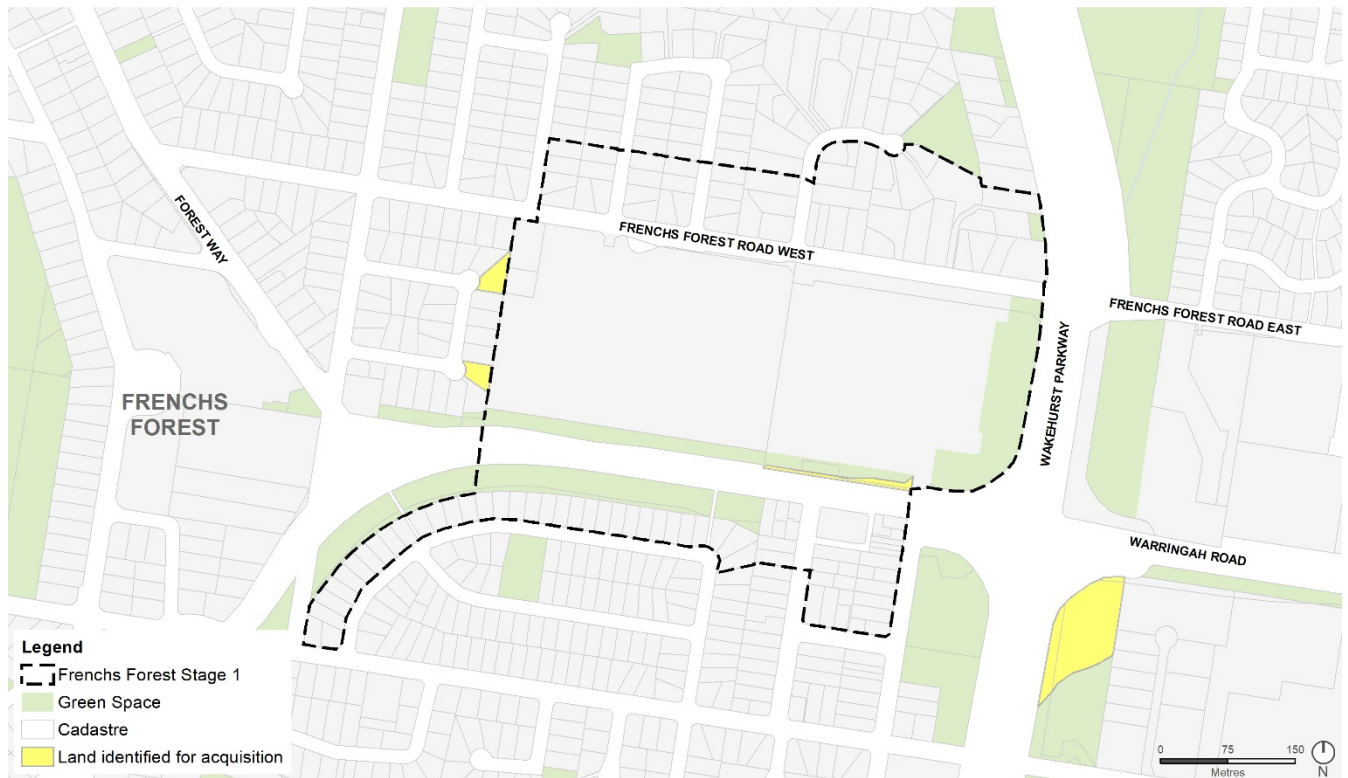 FOREST WAY
FRENCHS FOREST ROAD WEST
FRENCHS FOREST ROAD EAST
WAKEHURST PARKWAY
FRENCHS
FOREST
WARRINGAH ROAD
Legend
Frenchs Forest Stage 1
Green Space
Cadastre
Land identified for acquisition
0 75 150
Metres
N